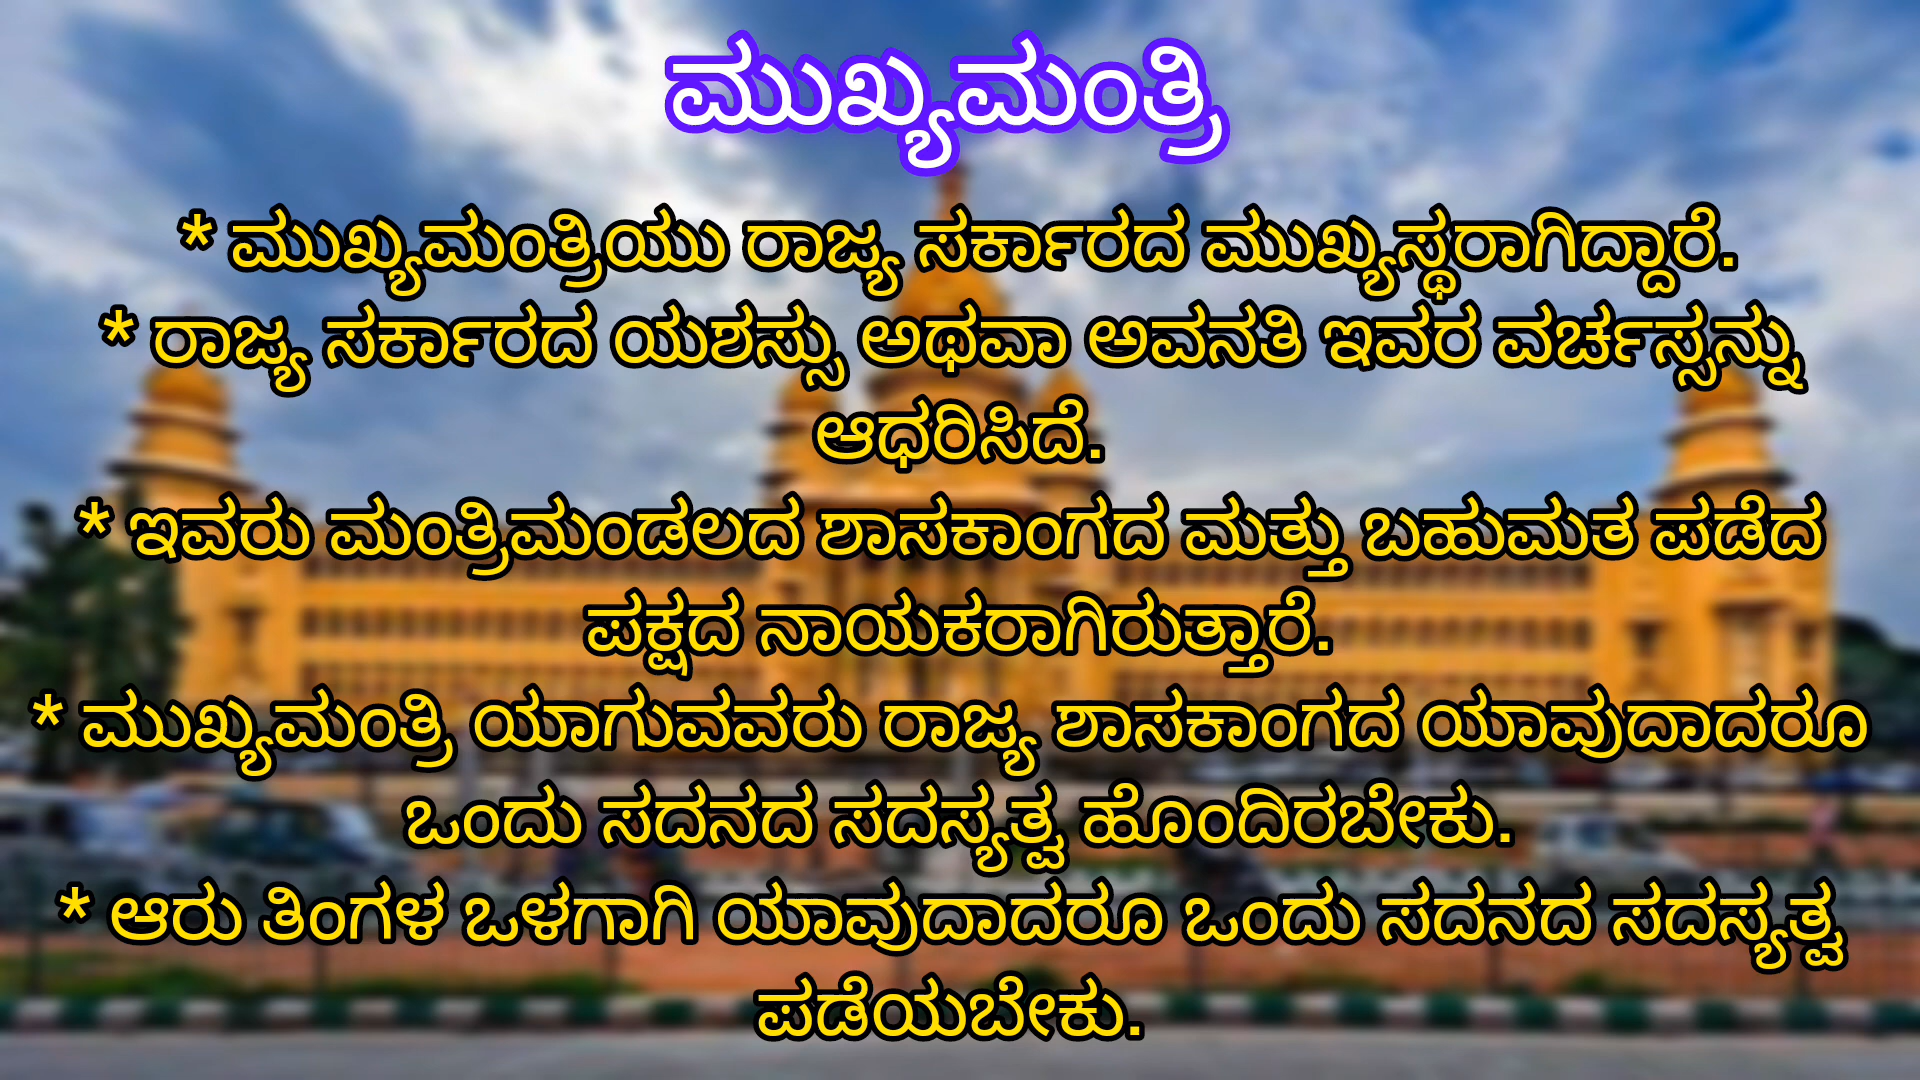 ಮುಖ್ಯಮಂತ್ರಿ
* ಮುಖ್ಯಮಂತ್ರಿಯು ರಾಜ್ಯ ಸರ್ಕಾರದ ಮುಖ್ಯಸ್ಥರಾಗಿದ್ದಾರೆ.
* ರಾಜ್ಯ ಸರ್ಕಾರದ ಯಶಸ್ಸು ಅಥವಾ ಅವನತಿ ಇವರ ವರ್ಚಸ್ಸನ್ನು
ಆಧರಿಸಿದೆ.
* ಇವರು ಮಂತ್ರಿಮಂಡಲದ ಶಾಸಕಾಂಗದ ಮತ್ತು ಬಹುಮತ ಪಡೆದ
ಪಕ್ಷದ ನಾಯಕರಾಗಿರುತ್ತಾರೆ.
* ಮುಖ್ಯಮಂತ್ರಿ ಯಾಗುವವರು ರಾಜ್ಯ ಶಾಸಕಾಂಗದ ಯಾವುದಾದರೂ
ಒಂದು ಸದನದ ಸದಸ್ಯತ್ವ ಹೊಂದಿರಬೇಕು.
* ಆರು ತಿಂಗಳ ಒಳಗಾಗಿ ಯಾವುದಾದರೂ ಒಂದು ಸದನದ ಸದಸ್ಯತ್ವ
ಪಡೆಯಬೇಕು.